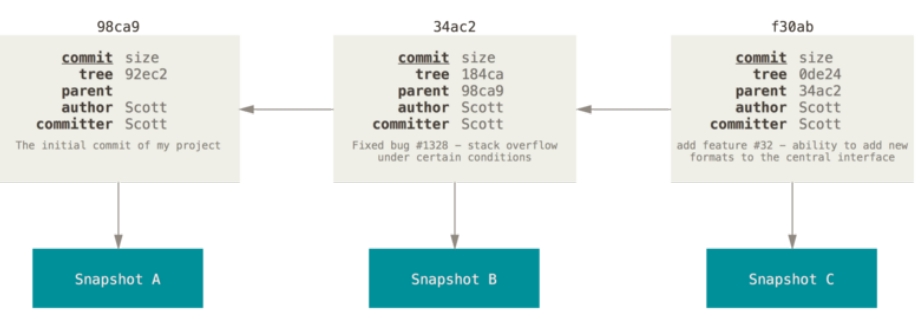 98ca9
commit size
tree 92ec2
parent
author Scott
committer Scott
The initial commit of my project
Snapshot A
34ac2
commit size
tree 184ca
parent 98ca9
author Scott
committer Scott
Fixed bug #1328 – stack overflow
under certain conditions
Snapshot B
f30ab
commit size
tree 0de24
parent 34ac2
author Scott
committer Scott
add feature #32 – ability to add new
formats to the central interface
Snapshot C